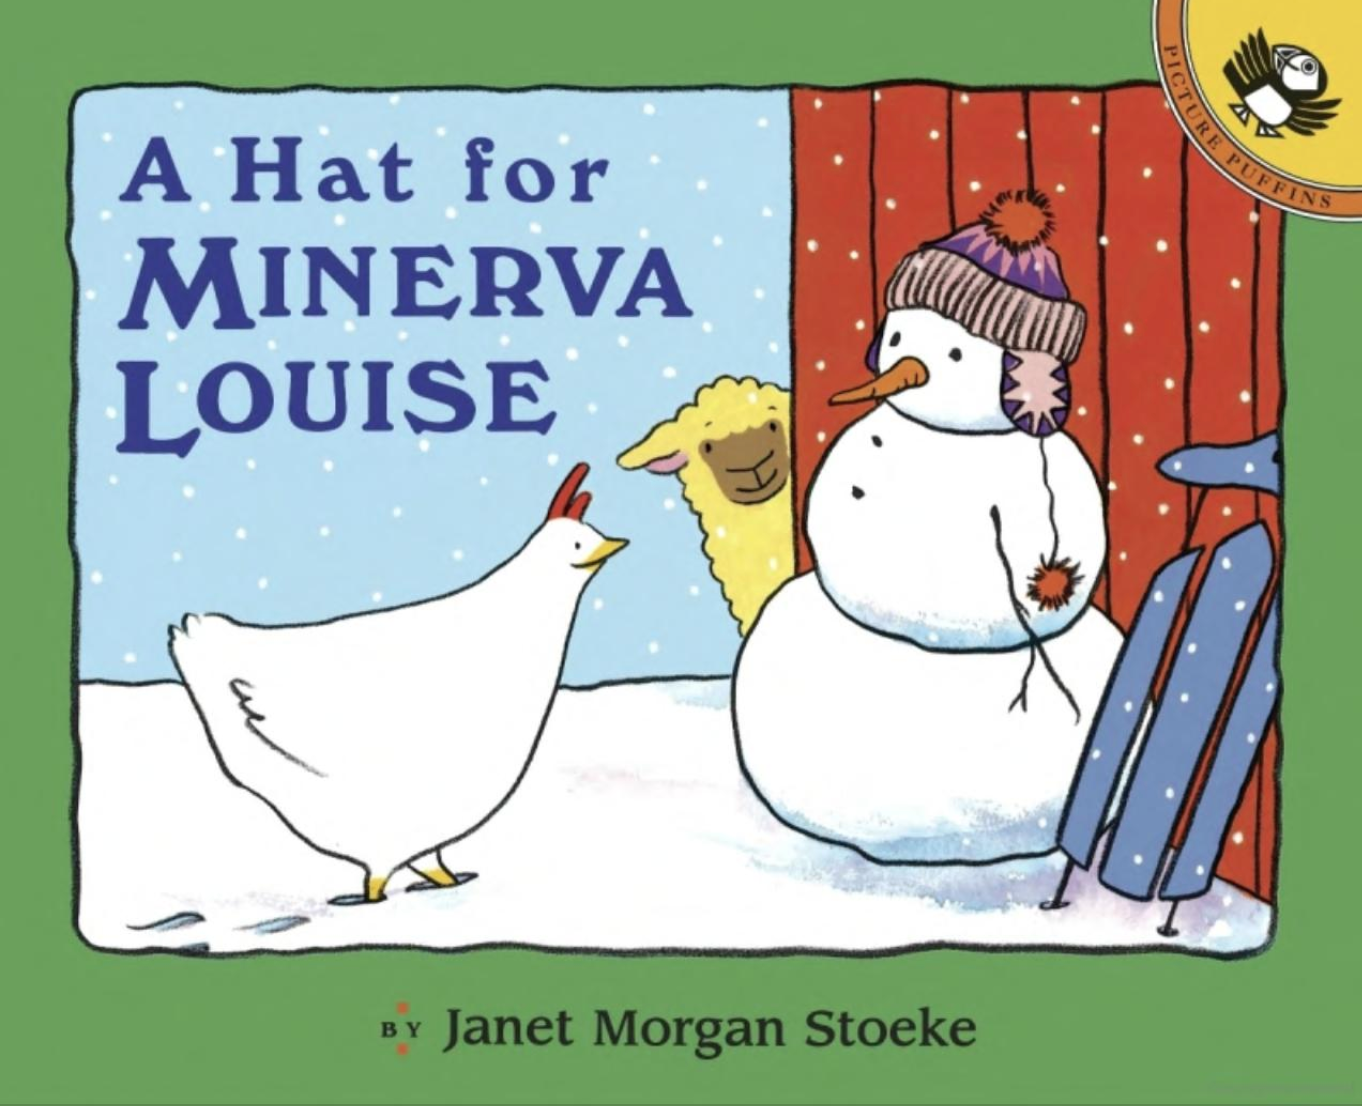 A Hat for
MINERVA
LOUISE
PICTURE PUFFINS
BY Janet Morgan Stoeke